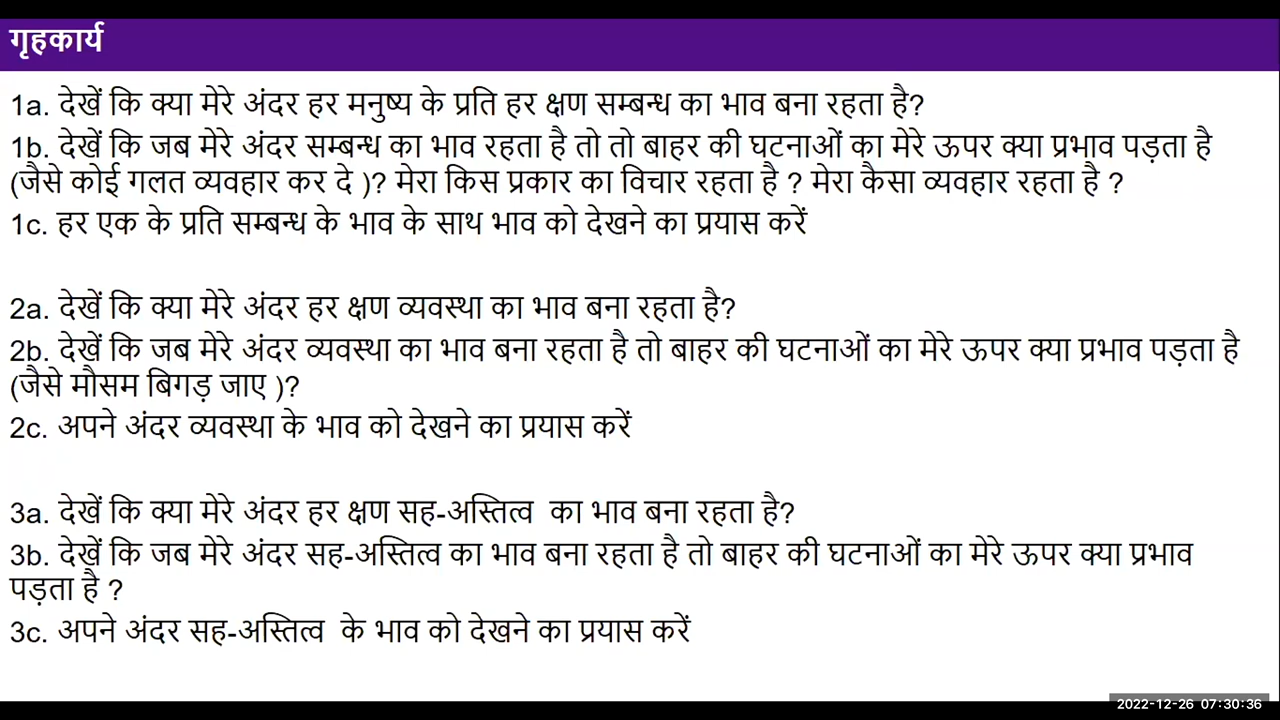 गृहकार्य
1a. देखें कि क्या मेरे अंदर हर मनुष्य के प्रति हर क्षण सम्बन्ध का भाव बना रहता है?
1b. देखें कि जब मेरे अंदर सम्बन्ध का भाव रहता है तो तो बाहर की घटनाओं का मेरे ऊपर क्या प्रभाव पड़ता है
(जैसे कोई गलत व्यवहार कर दे )? मेरा किस प्रकार का विचार रहता है ? मेरा कैसा व्यवहार रहता है ?
1c. हर एक के प्रति सम्बन्ध के भाव के साथ भाव को देखने का प्रयास करें
2a. देखें कि क्या मेरे अंदर हर क्षण व्यवस्था का भाव बना रहता है?
2b. देखें कि जब मेरे अंदर व्यवस्था का भाव बना रहता है तो बाहर की घटनाओं का मेरे ऊपर क्या प्रभाव पड़ता है
(जैसे मौसम बिगड़ जाए )?
2c. अपने अंदर व्यवस्था के भाव को देखने का प्रयास करें
3a. देखें कि क्या मेरे अंदर हर क्षण सह-अस्तित्व का भाव बना रहता है?
3b. देखें कि जब मेरे अंदर सह-अस्तित्व का भाव बना रहता है तो बाहर की घटनाओं का मेरे ऊपर क्या प्रभाव
पड़ता है ?
3c. अपने अंदर सह-अस्तित्व के भाव को देखने का प्रयास करें
2022-12-26 07:30:36